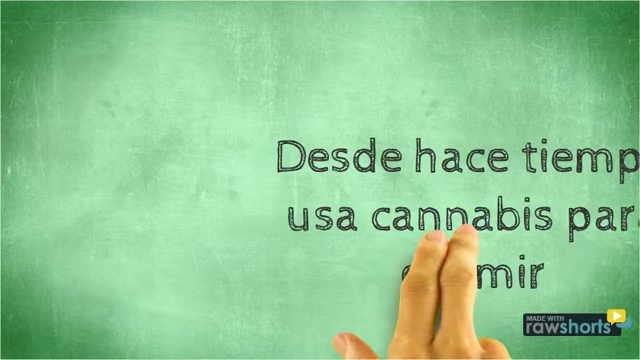 Desde hace tiemp
usa cannabis par
mir
MADE WITH
rawshorts